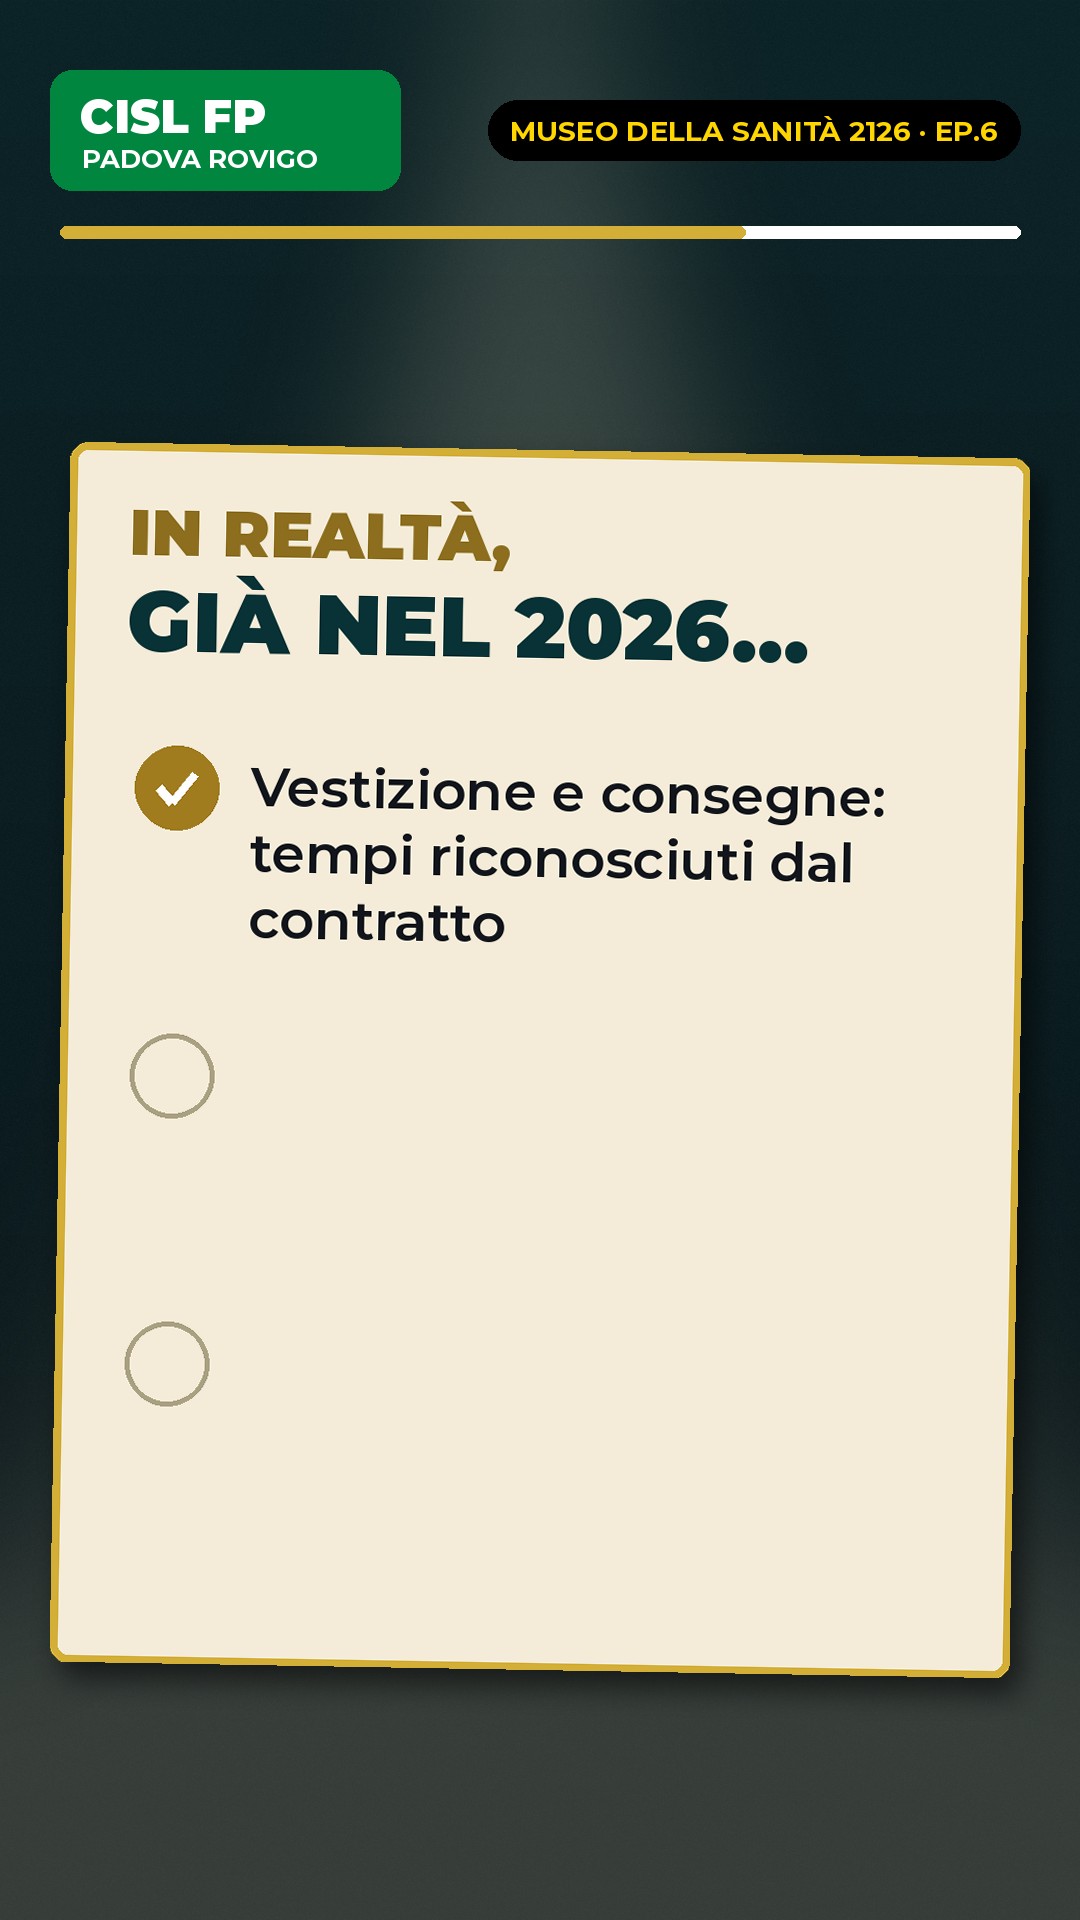 CISL FP
PADOVA ROVIGO
MUSEO DELLA SANITÀ 2126 · EP.6
IN REALTÀ,
GIÀ NEL 2026...
Vestizione e consegne:
tempi riconosciuti dal
contratto